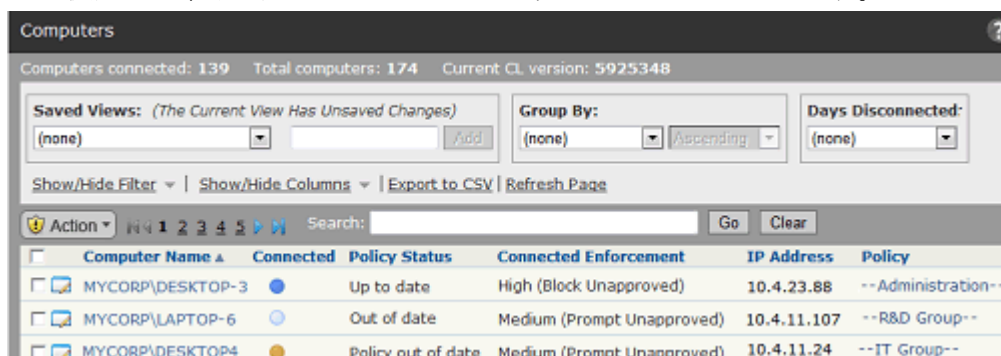 Computers
Computers connected: 139 Total computers: 174 Current CL version: 5925348
Saved Views: (The Current View Has Unsaved Changes) Group By: Days Disconnected:
(none) Add (none) Ascending (none)
Show/Hide Filter | Show/Hide Columns | Export to CSV | Refresh Page
Action 1 2 3 4 5 Search: Go Clear
Computer Name Connected Policy Status Connected Enforcement IP Address Policy
MYCORP\DESKTOP-3 Up to date High (Block Unapproved) 10.4.23.88 --Administration--
MYCORP\LAPTOP-6 Out of date Medium (Prompt Unapproved) 10.4.11.107 --R&D Group--
MYCORP\DESKTOP4 Policy out of date Medium (Prompt Unapproved) 10.4.11.24 --IT Group--